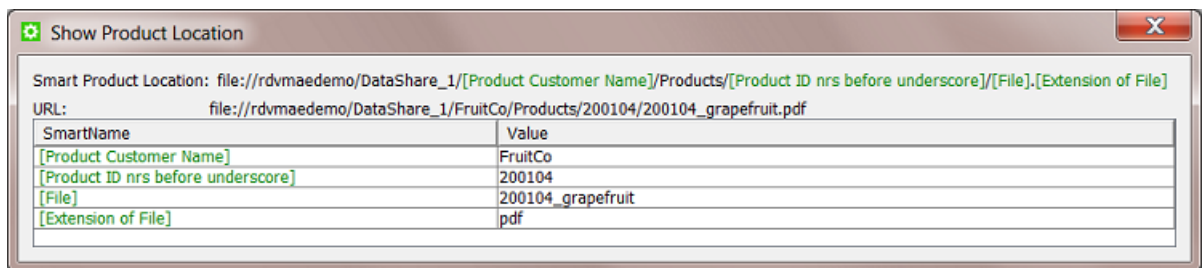 Show Product Location
Smart Product Location: file://rdvmaedemo/DataShare_1/[Product Customer Name]/Products/[Product ID nrs before underscore]/[File].[Extension of File]
URL: file://rdvmaedemo/DataShare_1/FruitCo/Products/200104/200104_grapefruit.pdf
SmartName Value
[Product Customer Name] FruitCo
[Product ID nrs before underscore] 200104
[File] 200104_grapefruit
[Extension of File] pdf